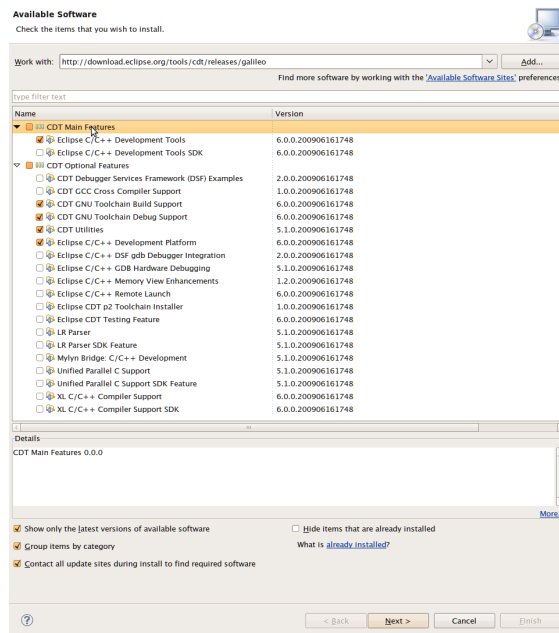 Available Software
Check the items that you wish to install.
Work with: http://download.eclipse.org/tools/cdt/releases/galileo Add...
Find more software by working with the 'Available Software Sites' preferences
type filter text
Name Version
CDT Main Features
Eclipse C/C++ Development Tools 6.0.0.200906161748
Eclipse C/C++ Development Tools SDK 6.0.0.200906161748
CDT Optional Features
CDT Debugger Services Framework (DSF) Examples 2.0.0.200906161748
CDT GCC Cross Compiler Support 1.0.0.200906161748
CDT GNU Toolchain Build Support 6.0.0.200906161748
CDT GNU Toolchain Debug Support 6.0.0.200906161748
CDT Utilities 5.1.0.200906161748
Eclipse C/C++ Development Platform 6.0.0.200906161748
Eclipse C/C++ DSF gdb Debugger Integration 2.0.0.200906161748
Eclipse C/C++ GDB Hardware Debugging 5.1.0.200906161748
Eclipse C/C++ Memory View Enhancements 1.2.0.200906161748
Eclipse C/C++ Remote Launch 6.0.0.200906161748
Eclipse CDT p2 Toolchain Installer 1.0.0.200906161748
Eclipse CDT Testing Feature 6.0.0.200906161748
LR Parser 5.1.0.200906161748
LR Parser SDK Feature 5.1.0.200906161748
Mylyn Bridge: C/C++ Development 5.1.0.200906161748
Unified Parallel C Support 5.1.0.200906161748
Unified Parallel C Support SDK Feature 5.1.0.200906161748
XL C/C++ Compiler Support 6.0.0.200906161748
XL C/C++ Compiler Support SDK 6.0.0.200906161748
Details
CDT Main Features 0.0.0
More.
Show only the latest versions of available software Hide items that are already installed
Group items by category What is already installed?
Contact all update sites during install to find required software
? < Back Next > Cancel Finish